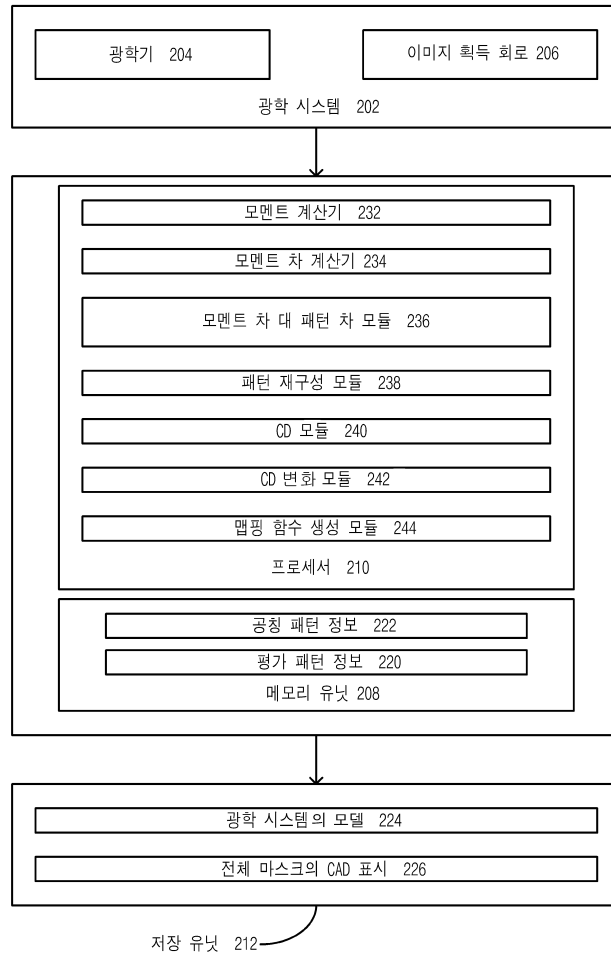 광학기 204
이미지 획득 회로 206
광학 시스템 202
모멘트 계산기 232
모멘트 차 계산기 234
모멘트 차 대 패턴 차 모듈 236
패턴 재구성 모듈 238
CD 모듈 240
CD 변화 모듈 242
맵핑 함수 생성 모듈 244
프로세서 210
공칭 패턴 정보 222
평가 패턴 정보 220
메모리 유닛 208
광학 시스템의 모델 224
전체 마스크의 CAD 표시 226
저장 유닛 212